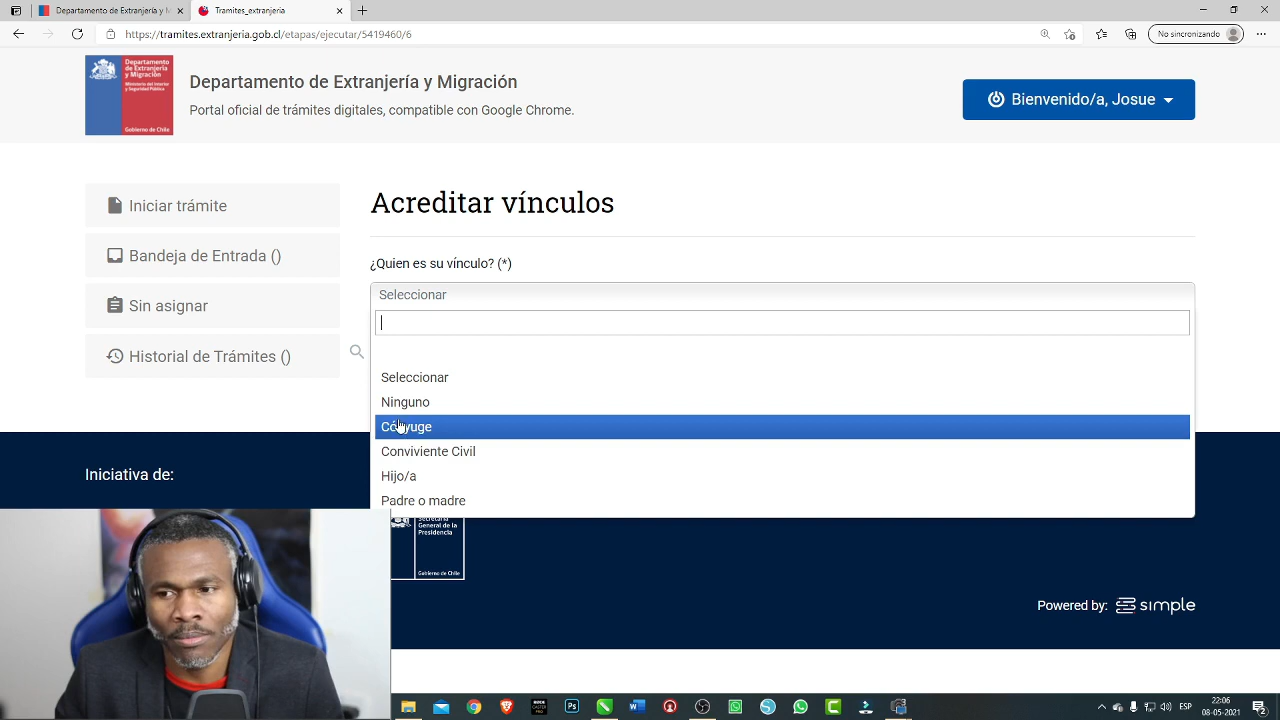 Departamento de Extranjería y M
Tramites_extranjeria
https://tramites.extranjeria.gob.cl/etapas/ejecutar/5419460/6
No sincronizando
Departamento
de Extranjería
y Migración
Ministerio del Interior
y Seguridad Pública
Gobierno de Chile
Departamento de Extranjería y Migración
Portal oficial de trámites digitales, compatible con Google Chrome.
Bienvenido/a, Josue
Iniciar trámite
Bandeja de Entrada ()
Sin asignar
Historial de Trámites ()
Acreditar vínculos
¿Quien es su vínculo? (*)
Seleccionar
Seleccionar
Ninguno
Cónyuge
Conviviente Civil
Hijo/a
Padre o madre
Iniciativa de:
Secretaría
General de la
Presidencia
Gobierno de Chile
Powered by: simple
ESP
22:06